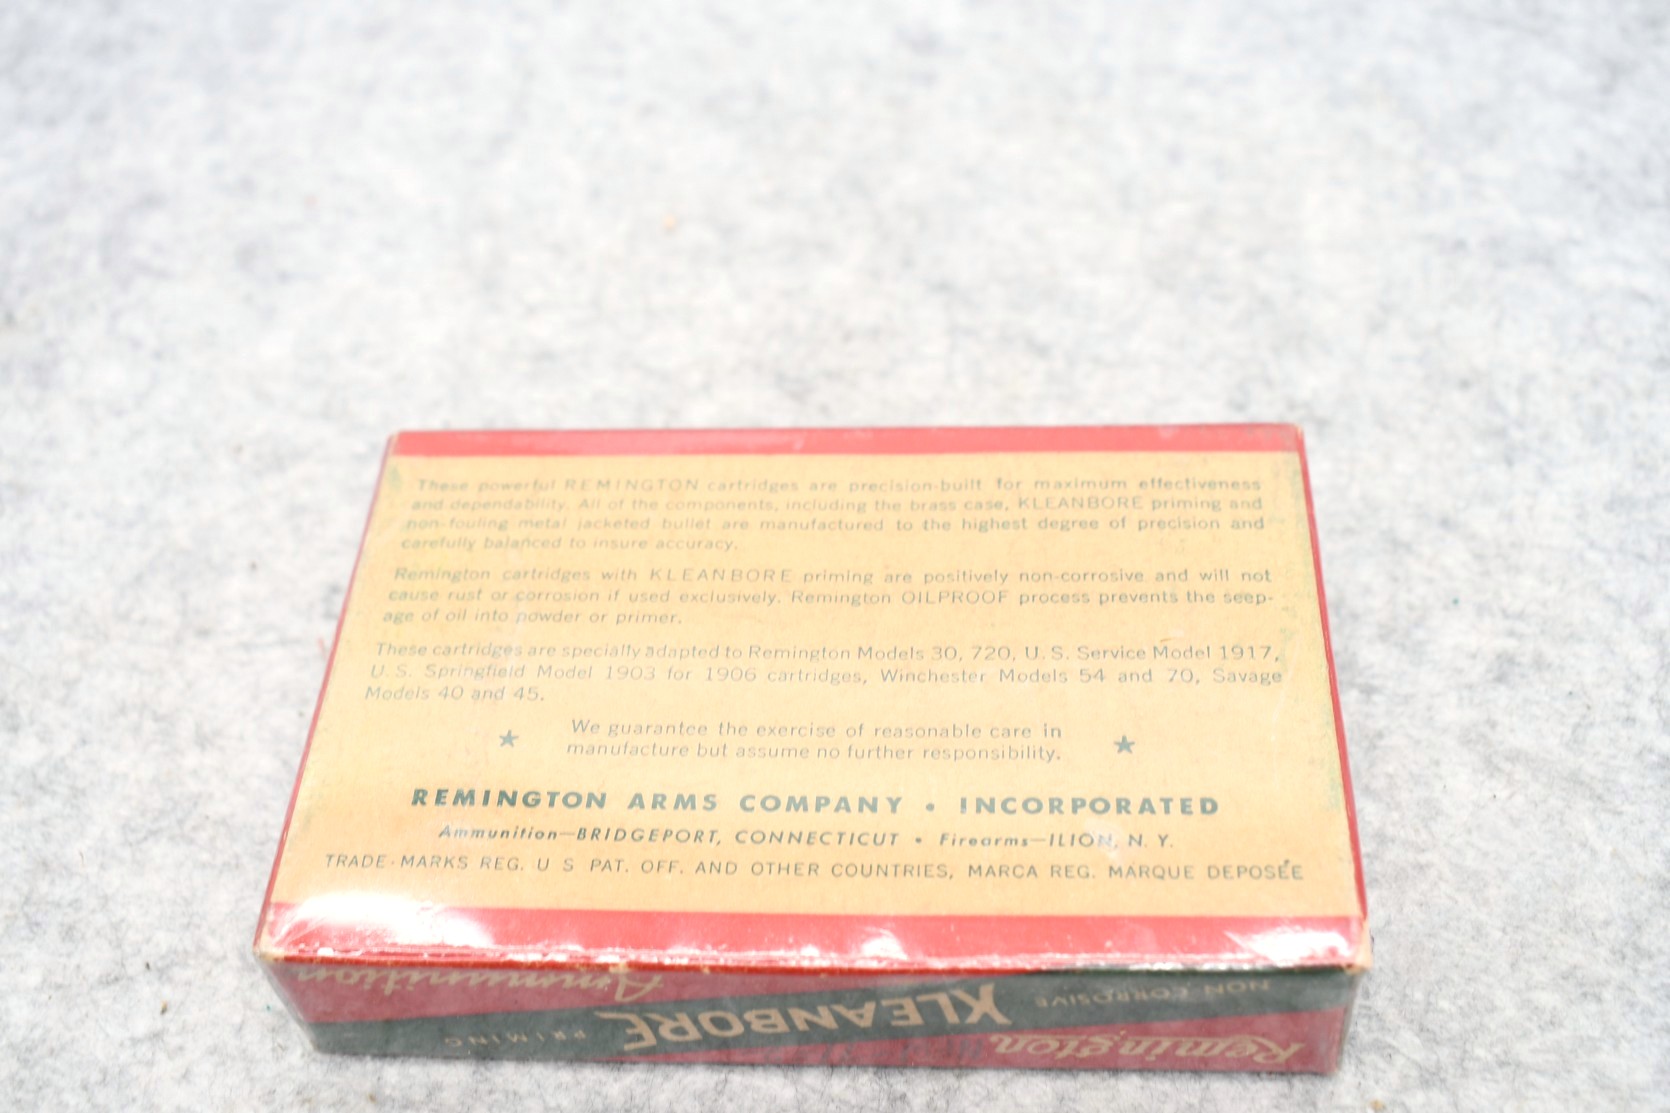 These powerful REMINGTON cartridges are precision-built for maximum effectiveness
and dependability. All of the components, including the brass case, KLEANBORE priming and
non-fouling metal jacketed bullet are manufactured to the highest degree of precision and
carefully balanced to insure accuracy.
Remington cartridges with KLEANBORE priming are positively non-corrosive and will not
cause rust or corrosion if used exclusively. Remington OILPROOF process prevents the seep-
age of oil into powder or primer.
These cartridges are specially adapted to Remington Models 30, 720, U.S. Service Model 1917,
U.S. Springfield Model 1903 for 1906 cartridges, Winchester Models 54 and 70, Savage
Models 40 and 45.
We guarantee the exercise of reasonable care in
manufacture but assume no further responsibility.
REMINGTON ARMS COMPANY • INCORPORATED
Ammunition—BRIDGEPORT, CONNECTICUT • Firearms—ILION, N. Y.
TRADE-MARKS REG. U S PAT. OFF. AND OTHER COUNTRIES, MARCA REG. MARQUE DEPOSÉE
Remington
NON-CORROSIVE
KLEANBORE
PRIMING
Ammunition